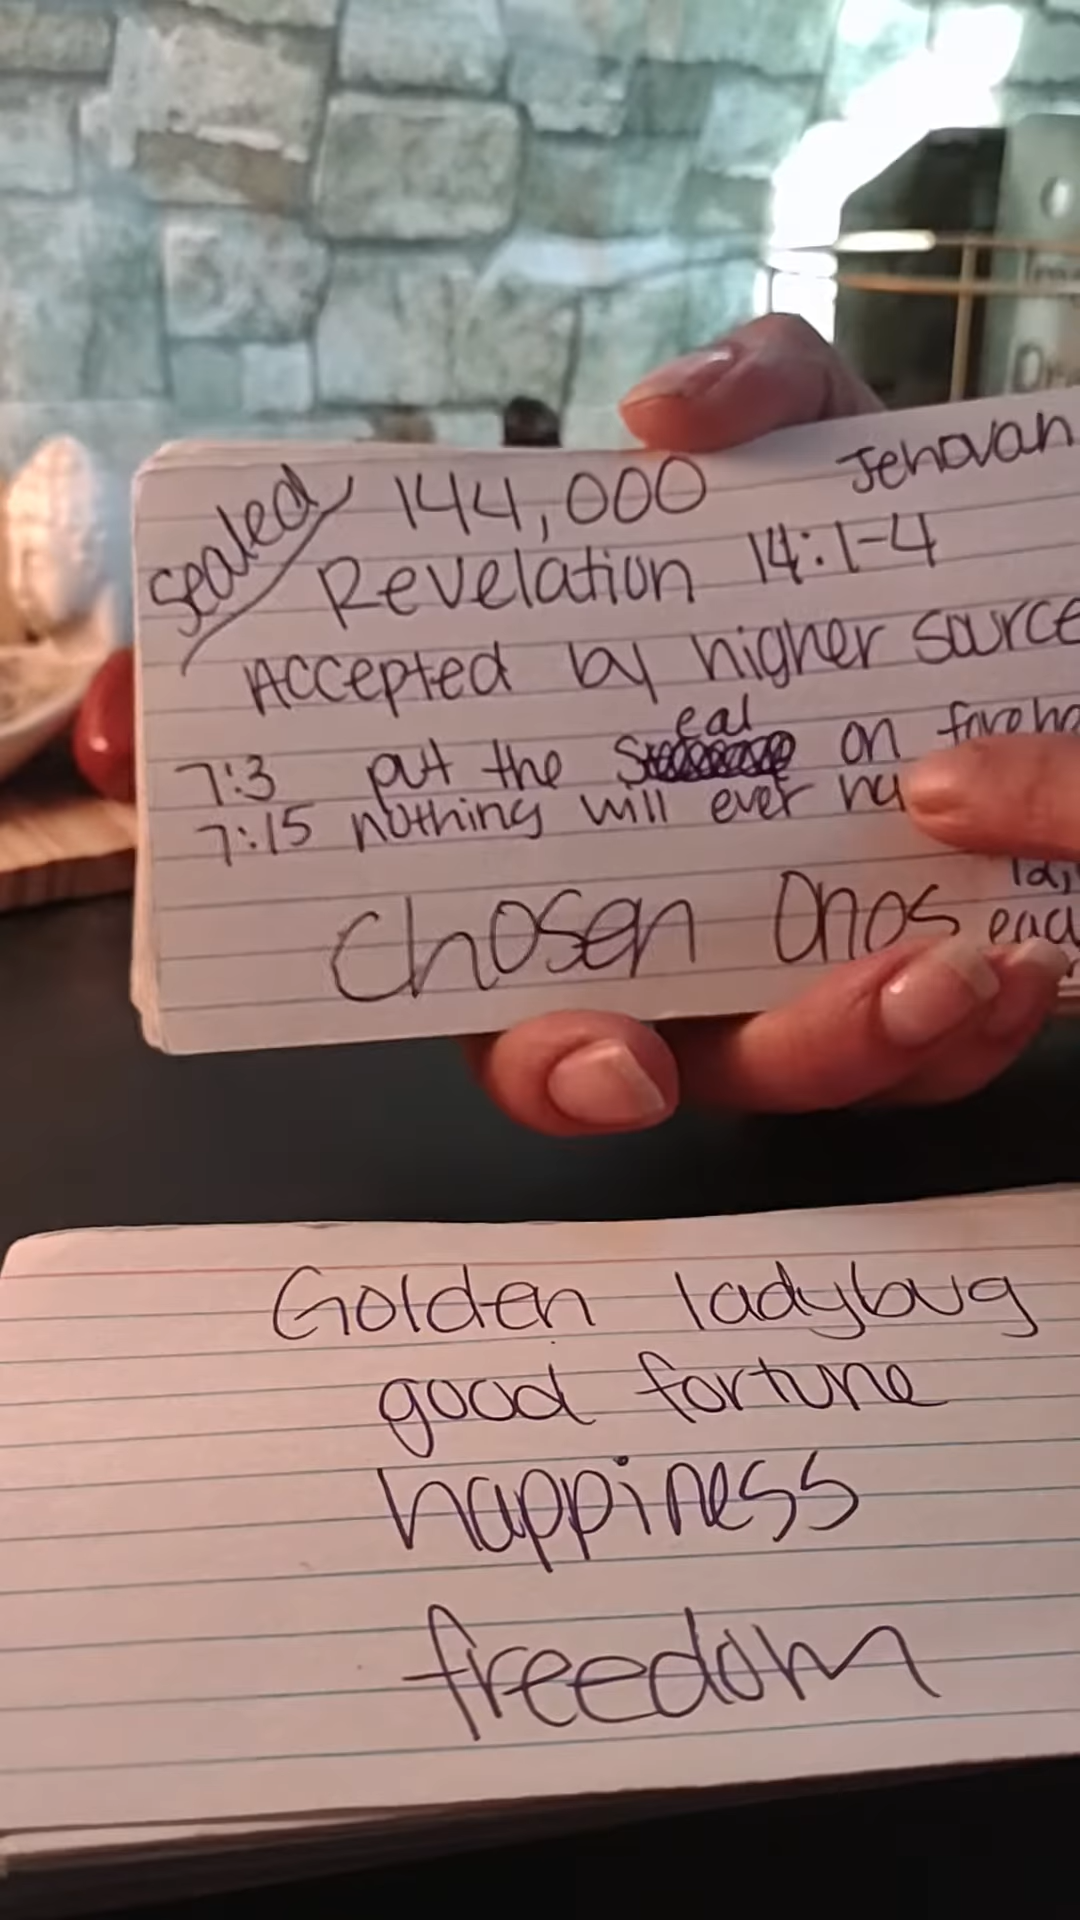 sealed
144,000
Jehovah
Revelation 14:1-4
Accepted by higher source
7:3 put the seal on
7:15 nothing will ever
Chosen Ones
Golden ladybug
good fortune
happiness
freedom